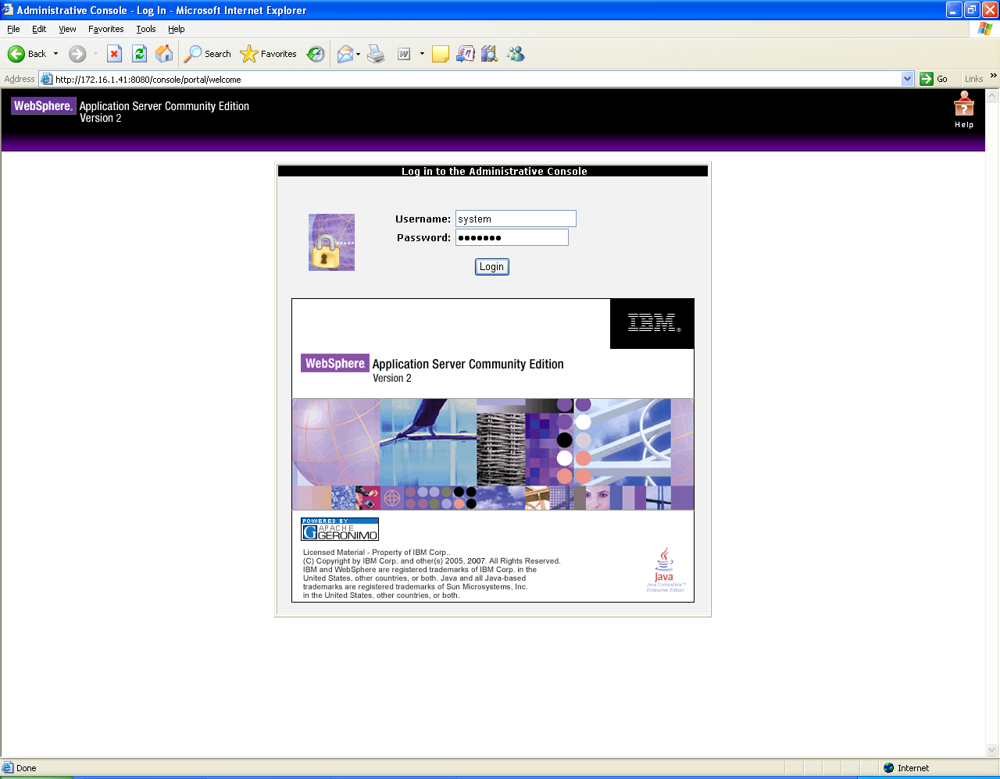 Administrative Console - Log In - Microsoft Internet Explorer
File Edit View Favorites Tools Help
Back Search Favorites
Address http://172.16.1.41:8080/console/portal/welcome Go Links »
WebSphere® Application Server Community Edition
Version 2
Help
Log in to the Administrative Console
Username: system
Password: ●●●●●●●
Login
IBM®
WebSphere® Application Server Community Edition
Version 2
POWERED BY
APACHE
GERONIMO
Licensed Material - Property of IBM Corp..
(C) Copyright by IBM Corp. and other(s) 2005, 2007. All Rights Reserved.
IBM and WebSphere are registered trademarks of IBM Corp. in the
United States, other countries, or both. Java and all Java-based
trademarks are registered trademarks of Sun Microsystems, Inc.
in the United States, other countries, or both.
Java
Java Compatible™
Enterprise Edition
Done Internet